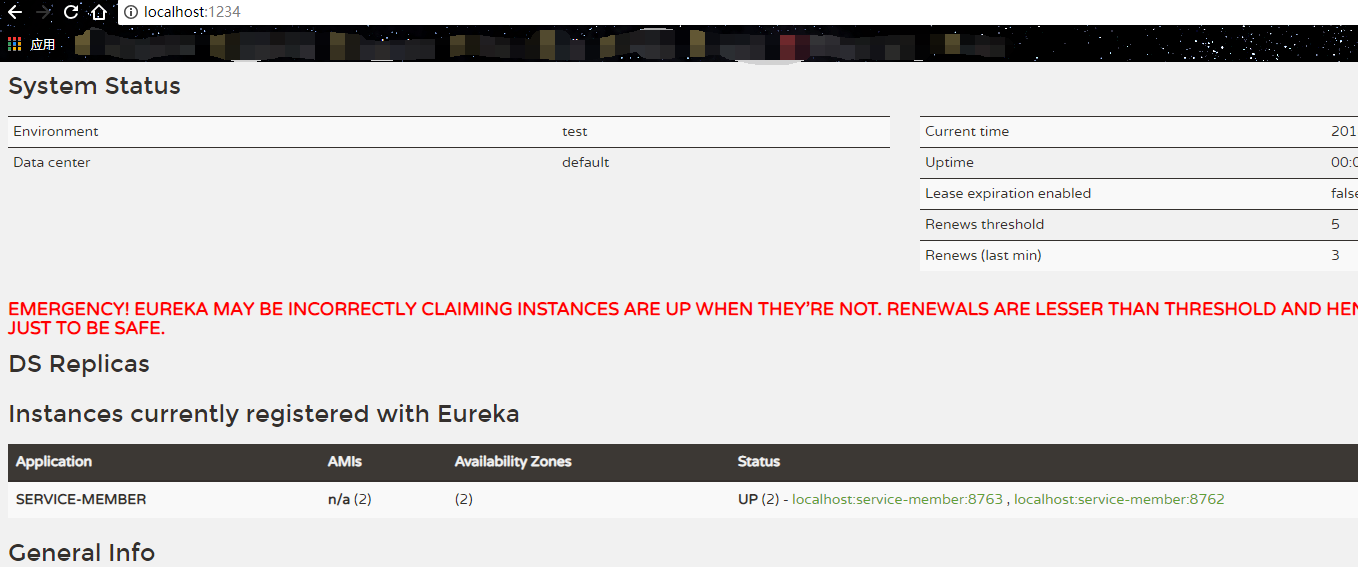 localhost:1234
应用
System Status
Environment test
Data center default
Current time 201
Uptime 00:0
Lease expiration enabled false
Renews threshold 5
Renews (last min) 3
EMERGENCY! EUREKA MAY BE INCORRECTLY CLAIMING INSTANCES ARE UP WHEN THEY'RE NOT. RENEWALS ARE LESSER THAN THRESHOLD AND HEN
JUST TO BE SAFE.
DS Replicas
Instances currently registered with Eureka
Application AMIs Availability Zones Status
SERVICE-MEMBER n/a (2) (2) UP (2) - localhost:service-member:8763 , localhost:service-member:8762
General Info